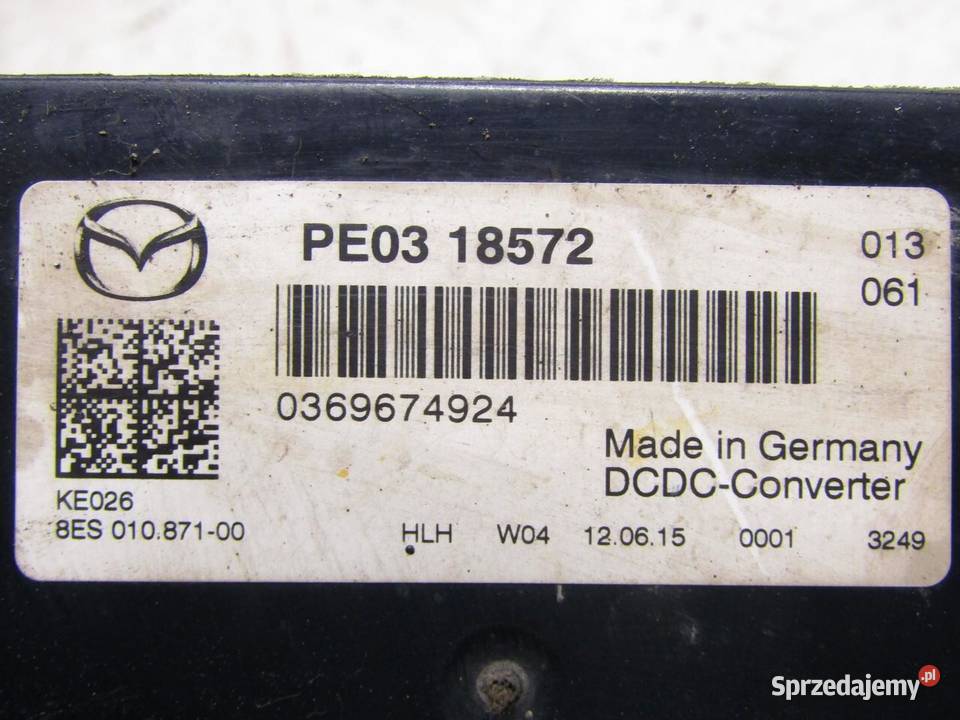 PE03 18572
013
061
0369674924
Made in Germany
DCDC-Converter
KE026
8ES 010.871-00 HLH W04 12.06.15 0001 3249
Sprzedajemy.pl